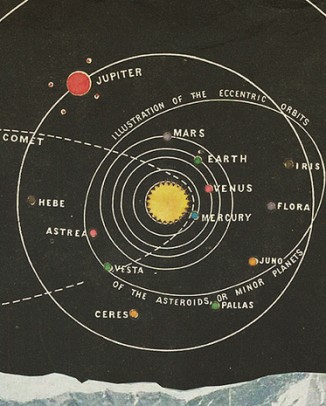 JUPITER
ILLUSTRATION OF THE ECCENTRIC ORBITS
COMET
MARS
EARTH
IRIS
VENUS
HEBE
FLORA
MERCURY
ASTREA
JUNO
VESTA
OF THE ASTEROIDS, OR MINOR PLANETS
PALLAS
CERES